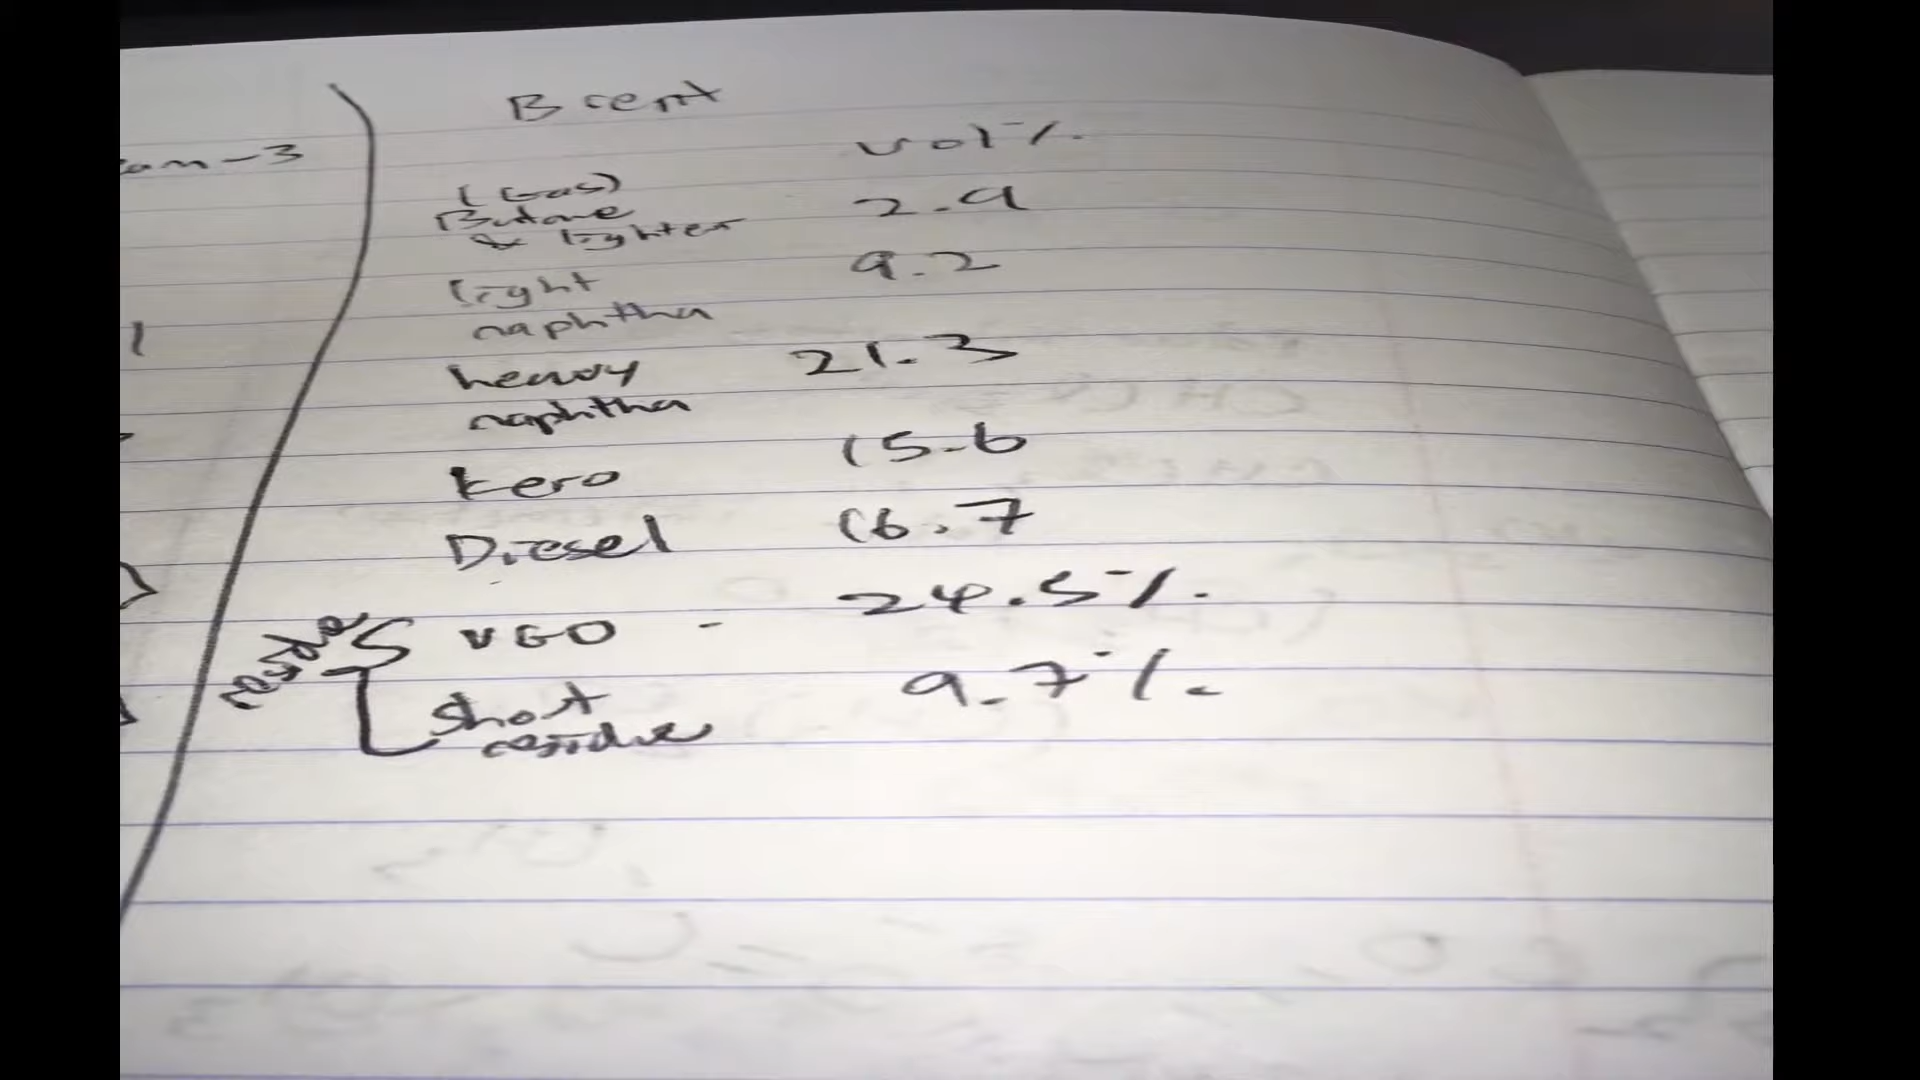 Brent
am-3
vol%.
(Gas)
Butane 2.9
& lighter
light 9.2
naphtha
1
heavy 21.3
naphtha
kero 15.6
Diesel 16.7
VGO - 24.5%.
short 9.7%.
residue